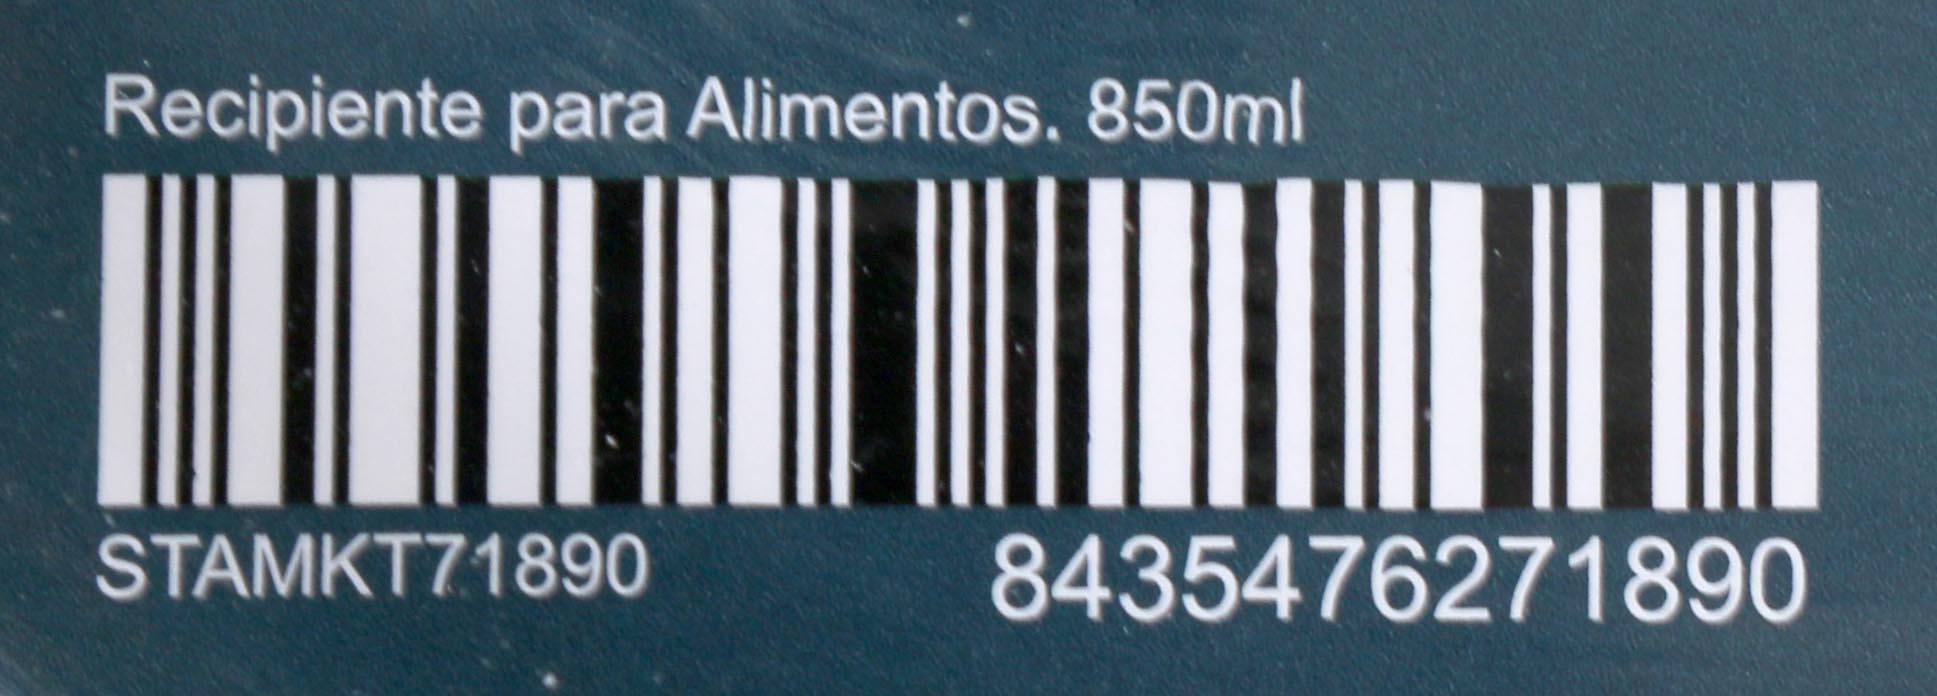 Recipiente para Alimentos. 850ml
STAMKT71890
8435476271890